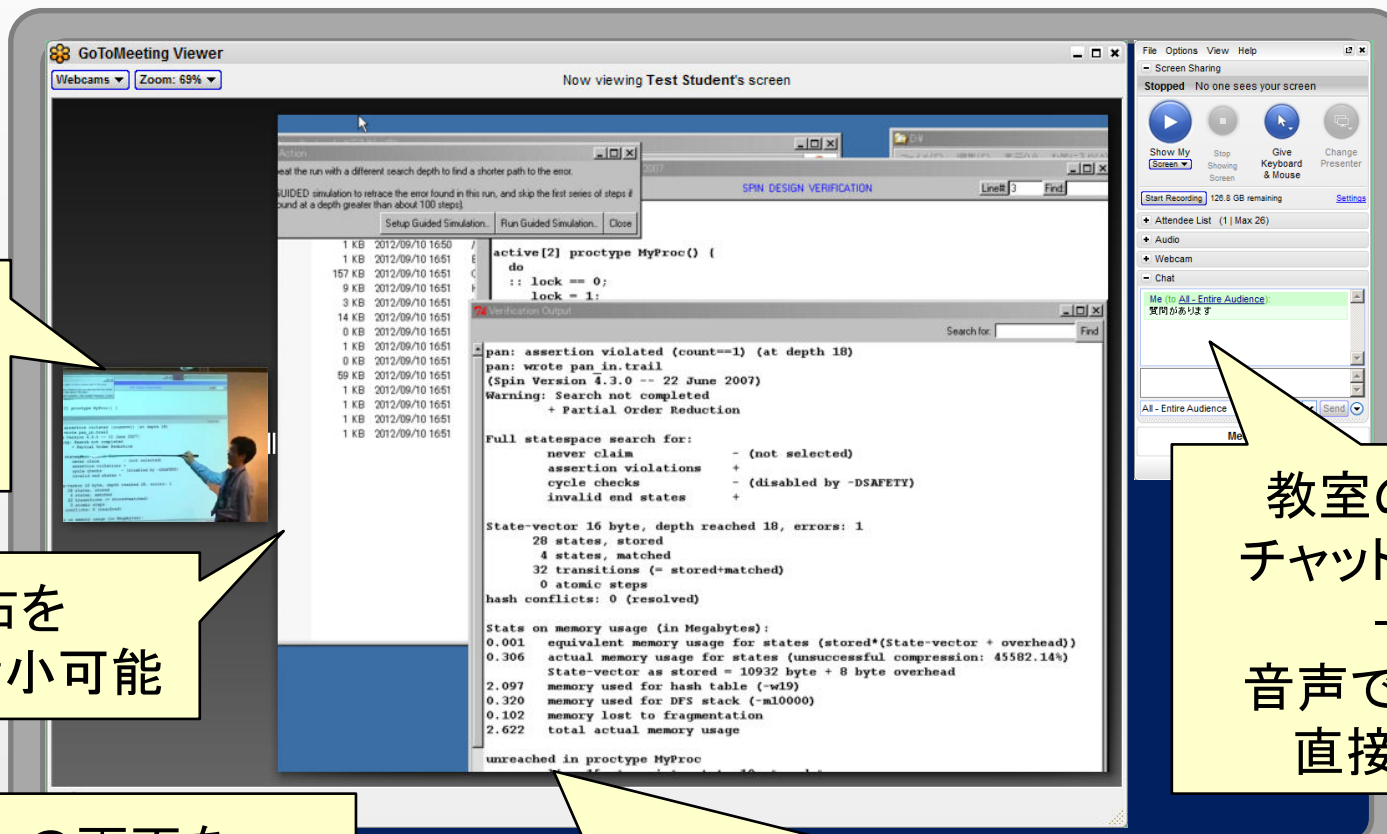 GoToMeeting Viewer
Webcams
Zoom: 69%
Now viewing Test Student's screen
Action
eat the run with a different search depth to find a shorter path to the error.
GUIDED simulation to retrace the error found in this run, and skip the first series of steps if
ound at a depth greater than about 100 steps).
Setup Guided Simulation..
Run Guided Simulation..
Close
2007
D:¥
SPIN DESIGN VERIFICATION
Line#: 3
Find:
1 KB 2012/09/10 16:50
1 KB 2012/09/10 16:51
157 KB 2012/09/10 16:51
9 KB 2012/09/10 16:51
3 KB 2012/09/10 16:51
14 KB 2012/09/10 16:51
0 KB 2012/09/10 16:51
1 KB 2012/09/10 16:51
0 KB 2012/09/10 16:51
59 KB 2012/09/10 16:51
1 KB 2012/09/10 16:51
1 KB 2012/09/10 16:51
1 KB 2012/09/10 16:51
1 KB 2012/09/10 16:51
active[2] proctype MyProc() {
do
:: lock == 0;
lock = 1;
Verification Output
Search for:
Find
pan: assertion violated (count==1) (at depth 18)
pan: wrote pan_in.trail
(Spin Version 4.3.0 -- 22 June 2007)
Warning: Search not completed
+ Partial Order Reduction
Full statespace search for:
never claim - (not selected)
assertion violations +
cycle checks - (disabled by -DSAFETY)
invalid end states +
State-vector 16 byte, depth reached 18, errors: 1
28 states, stored
4 states, matched
32 transitions (= stored+matched)
0 atomic steps
hash conflicts: 0 (resolved)
Stats on memory usage (in Megabytes):
0.001 equivalent memory usage for states (stored*(State-vector + overhead))
0.306 actual memory usage for states (unsuccessful compression: 45582.14%)
State-vector as stored = 10932 byte + 8 byte overhead
2.097 memory used for hash table (-w19)
0.320 memory used for DFS stack (-m10000)
0.102 memory lost to fragmentation
2.622 total actual memory usage
unreached in proctype MyProc
File Options View Help
Screen Sharing
Stopped No one sees your screen
Show My
Screen
Stop
Showing
Screen
Give
Keyboard
& Mouse
Change
Presenter
Start Recording
126.8 GB remaining
Settings
Attendee List (1 | Max 26)
Audio
Webcam
Chat
Me (to All - Entire Audience):
質問があります
All - Entire Audience
Send
Me
右を
小可能
の画面を
教室の
チャット
音声で
直接